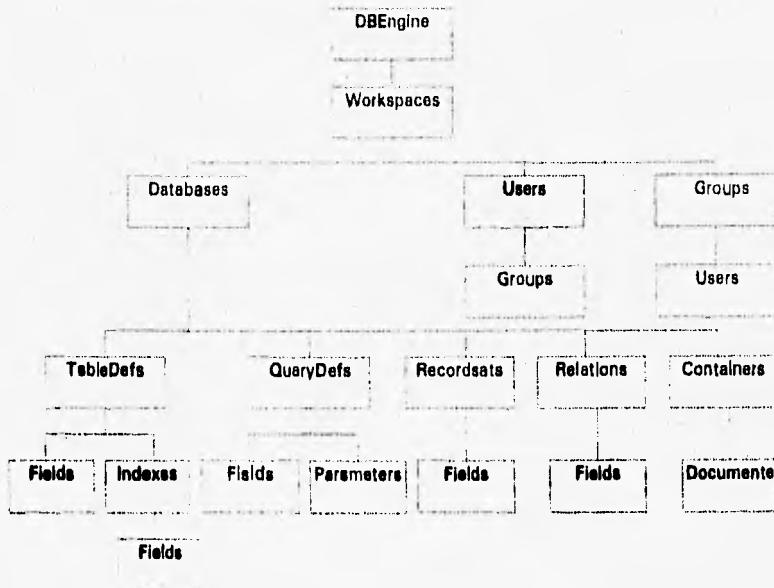 DBEngine
Workspaces
Databases Users Groups
Groups Users
TableDefs QueryDefs Recordsets Relations Containers
Fields Indexes Fields Parameters Fields Fields Documents
Fields